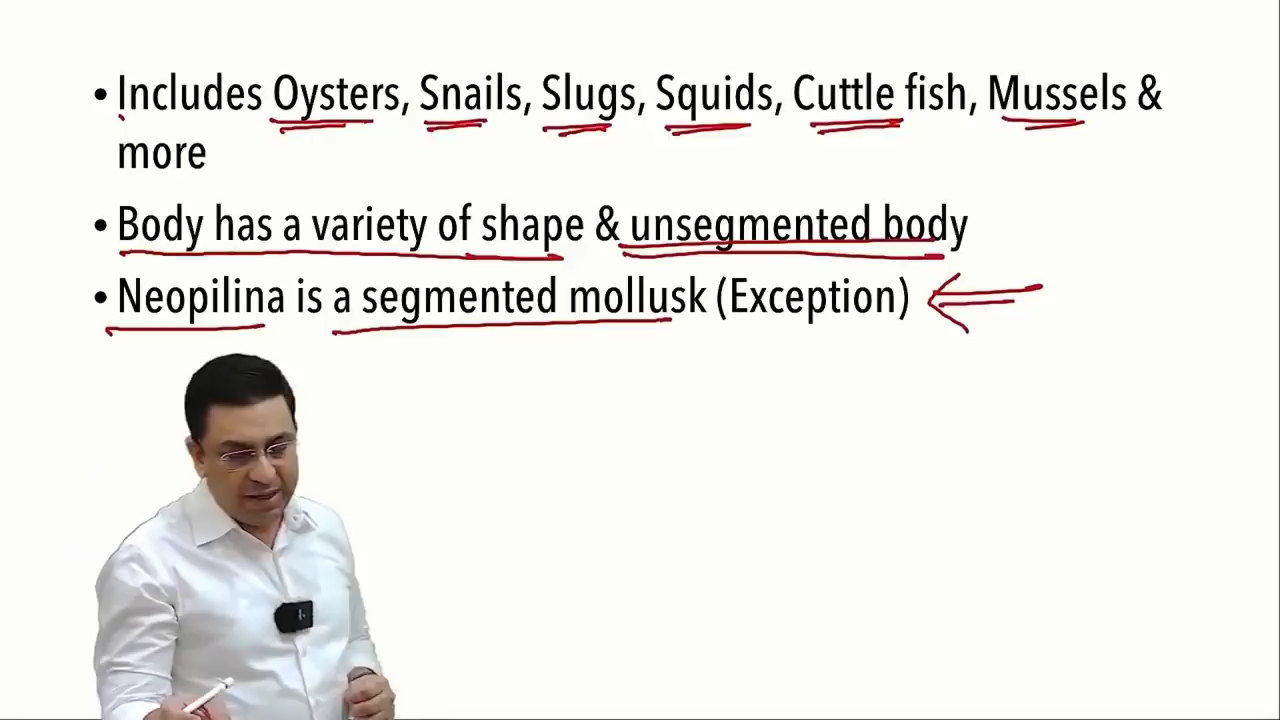 • Includes Oysters, Snails, Slugs, Squids, Cuttle fish, Mussels &
more
• Body has a variety of shape & unsegmented body
• Neopilina is a segmented mollusk (Exception)